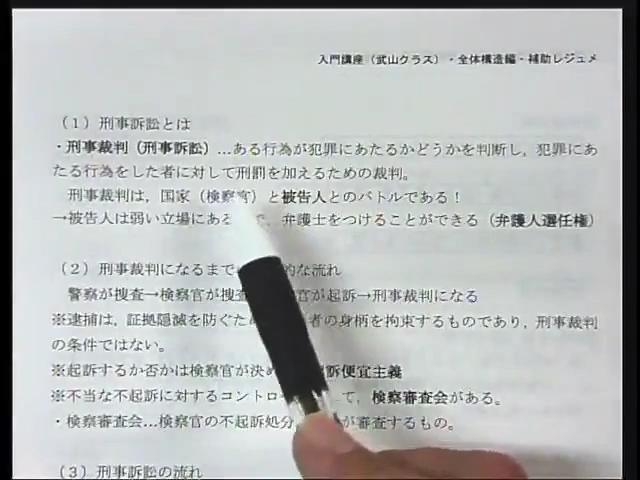 入門講座（武山クラス）・全体構造編・補助レジュメ
（1）刑事訴訟とは
・刑事裁判（刑事訴訟）…ある行為が犯罪にあたるかどうかを判断し，犯罪にあ
たる行為をした者に対して刑罰を加えるための裁判。
刑事裁判は，国家（検察官）と被告人とのバトルである！
→被告人は弱い立場にある で，弁護士をつけることができる（弁護人選任権）
（2）刑事裁判になるまで 的な流れ
警察が捜査→検察官が捜査 官が起訴→刑事裁判になる
※逮捕は，証拠隠滅を防ぐた 者の身柄を拘束するものであり，刑事裁判
の条件ではない。
※起訴するか否かは検察官が決め 訴便宜主義
※不当な不起訴に対するコントロー て，検察審査会がある。
・検察審査会…検察官の不起訴処分 が審査するもの。
（3）刑事訴訟の流れ